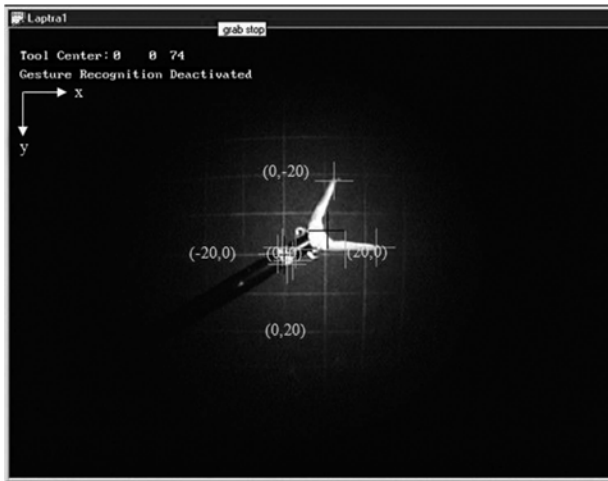 Laptra1
grab stop
Tool Center: 0 0 74
Gesture Recognition Deactivated
x
y
(0,-20)
(-20,0)
(20,0)
(0,20)